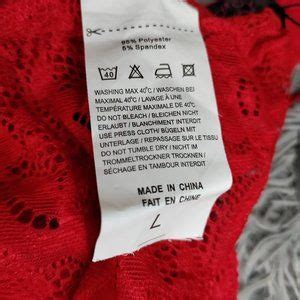 95% Polyester
5% Spandex
40
WASHING MAX 40°C / WASCHEN BEI
MAXIMAL 40°C / LAVAGE À UNE
TEMPÉRATURE MAXIMALE DE 40°C
DO NOT BLEACH / BLEICHEN NICHT
ERLAUBT / BLANCHIMENT INTERDIT
USE PRESS CLOTH BÜGELN MIT
UNTERLAGE / REPASSAGE SUR LE TISSU
DO NOT TUMBLE DRY / NICHT IM
TROMMELTROCKNER TROCKNEN /
SÉCHAGE EN TAMBOUR INTERDIT
MADE IN CHINA
FAIT EN CHINE
L